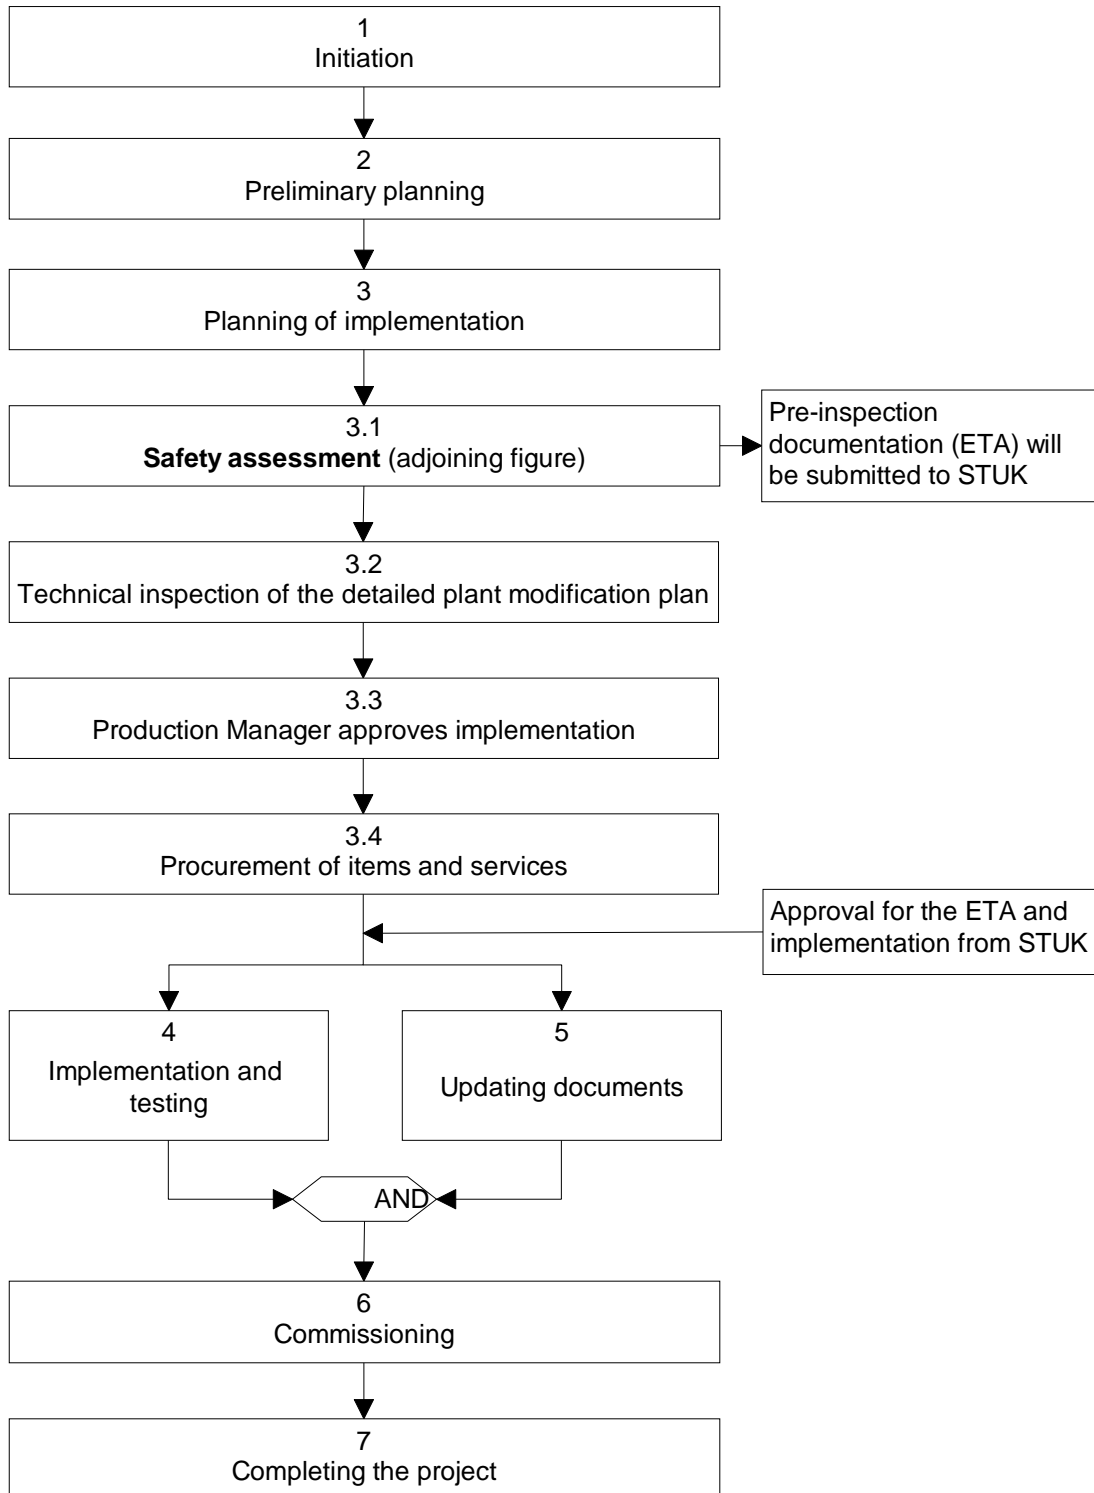 1
Initiation
2
Preliminary planning
3
Planning of implementation
3.1
Safety assessment (adjoining figure)
Pre-inspection
documentation (ETA) will
be submitted to STUK
3.2
Technical inspection of the detailed plant modification plan
3.3
Production Manager approves implementation
3.4
Procurement of items and services
Approval for the ETA and
implementation from STUK
4
Implementation and
testing
5
Updating documents
AND
6
Commissioning
7
Completing the project